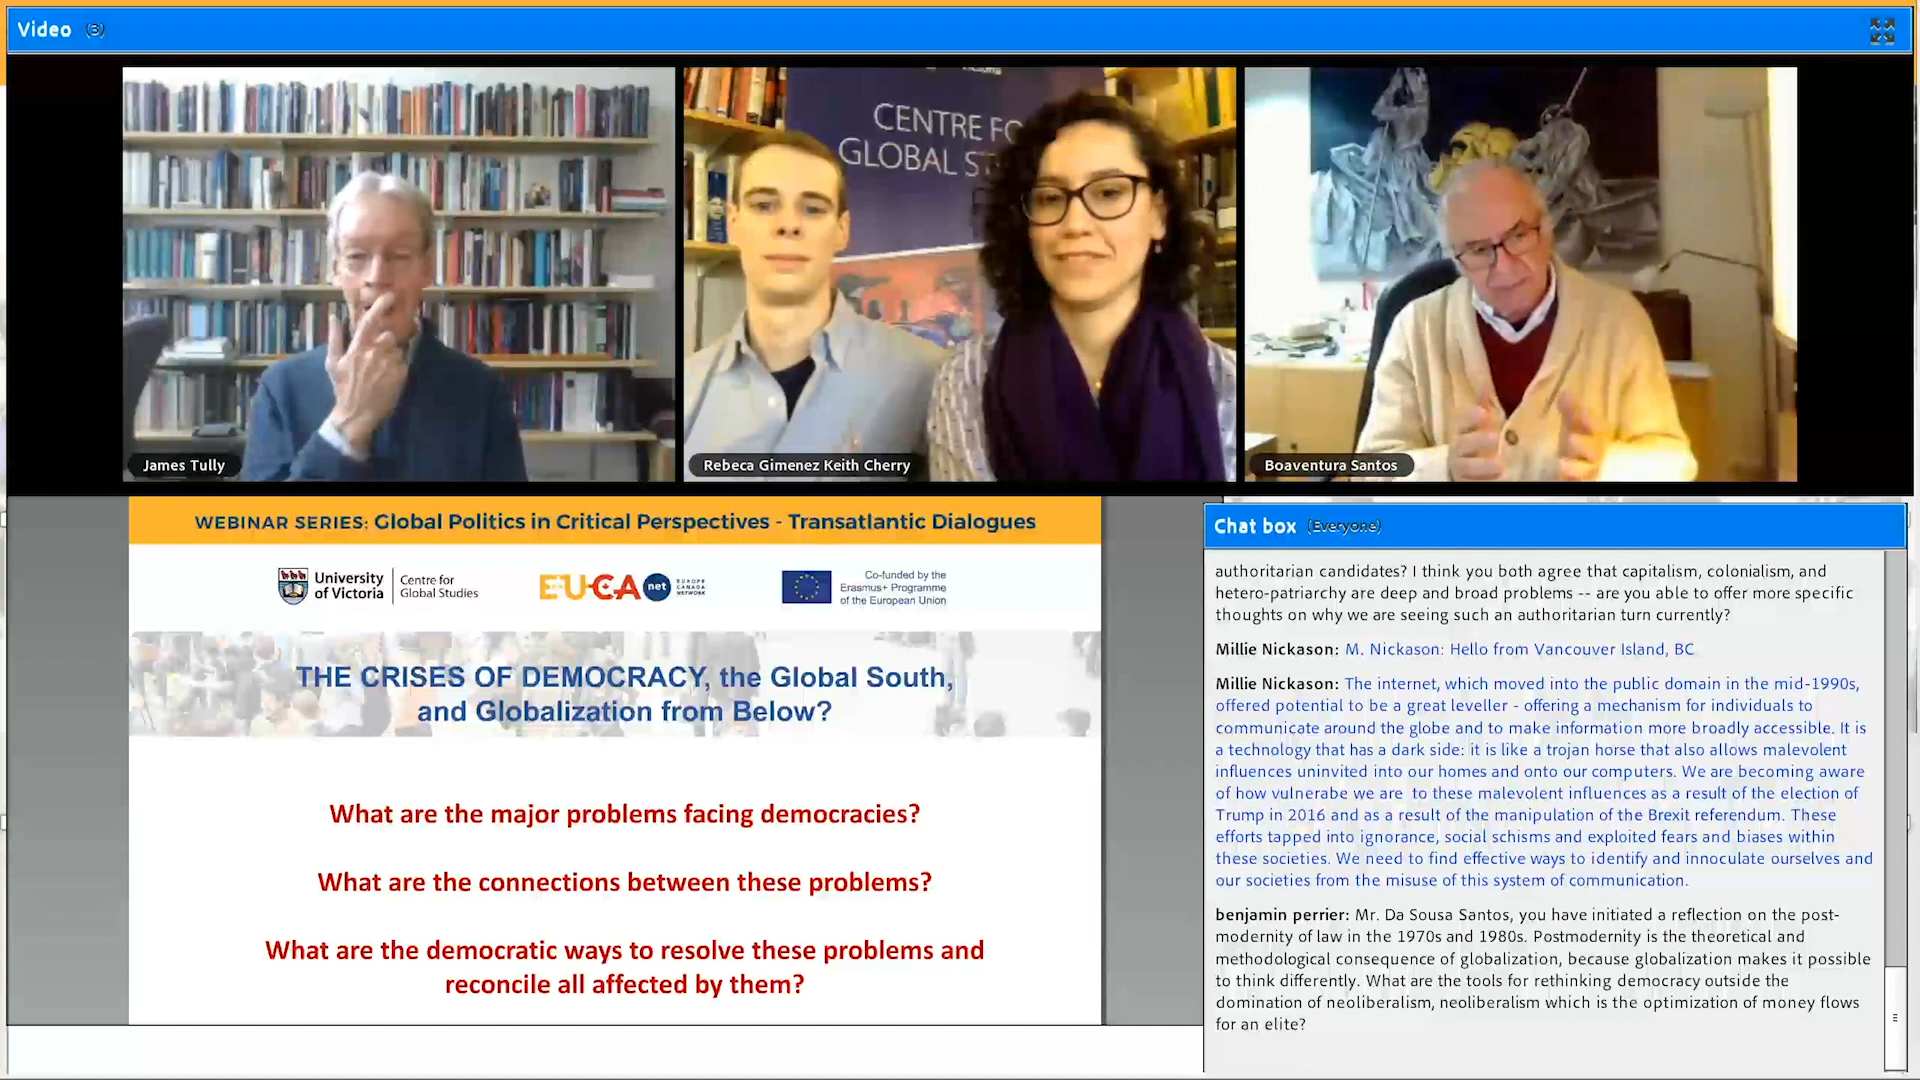 Video (3)
CENTRE FO
GLOBAL ST
James Tully
Rebeca Gimenez Keith Cherry
Boaventura Santos
WEBINAR SERIES: Global Politics in Critical Perspectives - Transatlantic Dialogues
University
of Victoria
Centre for
Global Studies
EU-CA net
EUROPE
CANADA
NETWORK
Co-funded by the
Erasmus+ Programme
of the European Union
THE CRISES OF DEMOCRACY, the Global South,
and Globalization from Below?
What are the major problems facing democracies?
What are the connections between these problems?
What are the democratic ways to resolve these problems and
reconcile all affected by them?
Chat box (Everyone)
authoritarian candidates? I think you both agree that capitalism, colonialism, and
hetero-patriarchy are deep and broad problems -- are you able to offer more specific
thoughts on why we are seeing such an authoritarian turn currently?
Millie Nickason: M. Nickason: Hello from Vancouver Island, BC
Millie Nickason: The internet, which moved into the public domain in the mid-1990s,
offered potential to be a great leveller - offering a mechanism for individuals to
communicate around the globe and to make information more broadly accessible. It is
a technology that has a dark side: it is like a trojan horse that also allows malevolent
influences uninvited into our homes and onto our computers. We are becoming aware
of how vulnerabe we are to these malevolent influences as a result of the election of
Trump in 2016 and as a result of the manipulation of the Brexit referendum. These
efforts tapped into ignorance, social schisms and exploited fears and biases within
these societies. We need to find effective ways to identify and innoculate ourselves and
our societies from the misuse of this system of communication.
benjamin perrier: Mr. Da Sousa Santos, you have initiated a reflection on the post-
modernity of law in the 1970s and 1980s. Postmodernity is the theoretical and
methodological consequence of globalization, because globalization makes it possible
to think differently. What are the tools for rethinking democracy outside the
domination of neoliberalism, neoliberalism which is the optimization of money flows
for an elite?